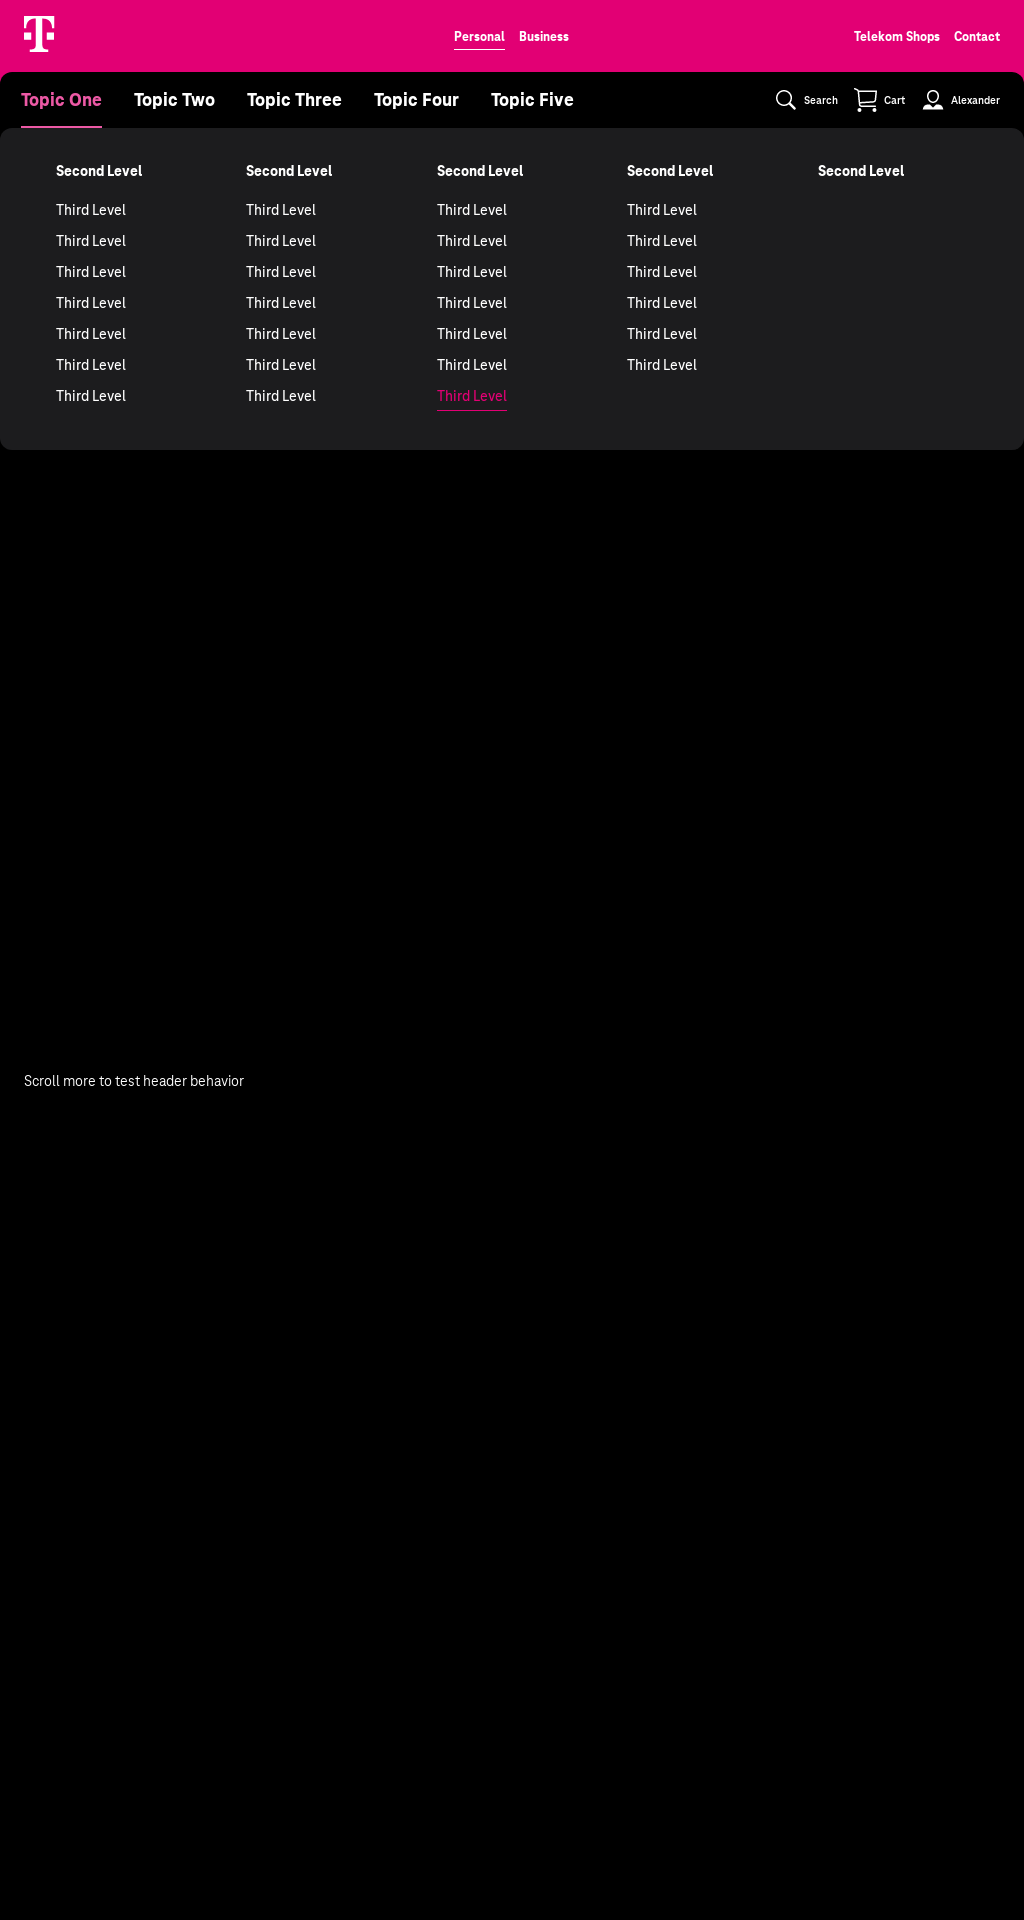 T
Personal Business Telekom Shops Contact
Topic One Topic Two Topic Three Topic Four Topic Five Search Cart Alexander
Second Level Second Level Second Level Second Level Second Level
Third Level Third Level Third Level Third Level
Third Level Third Level Third Level Third Level
Third Level Third Level Third Level Third Level
Third Level Third Level Third Level Third Level
Third Level Third Level Third Level Third Level
Third Level Third Level Third Level Third Level
Third Level Third Level Third Level
Scroll more to test header behavior